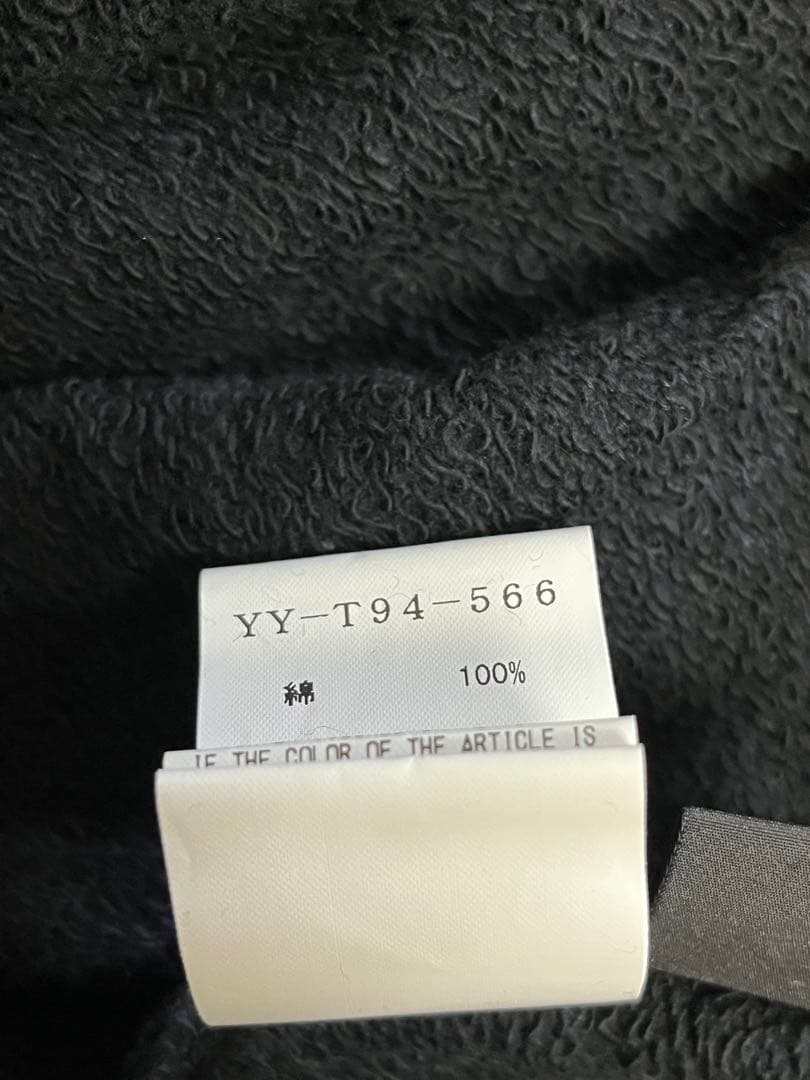 YY-T94-566
綿 100%
IF THE COLOR OF THE ARTICLE IS